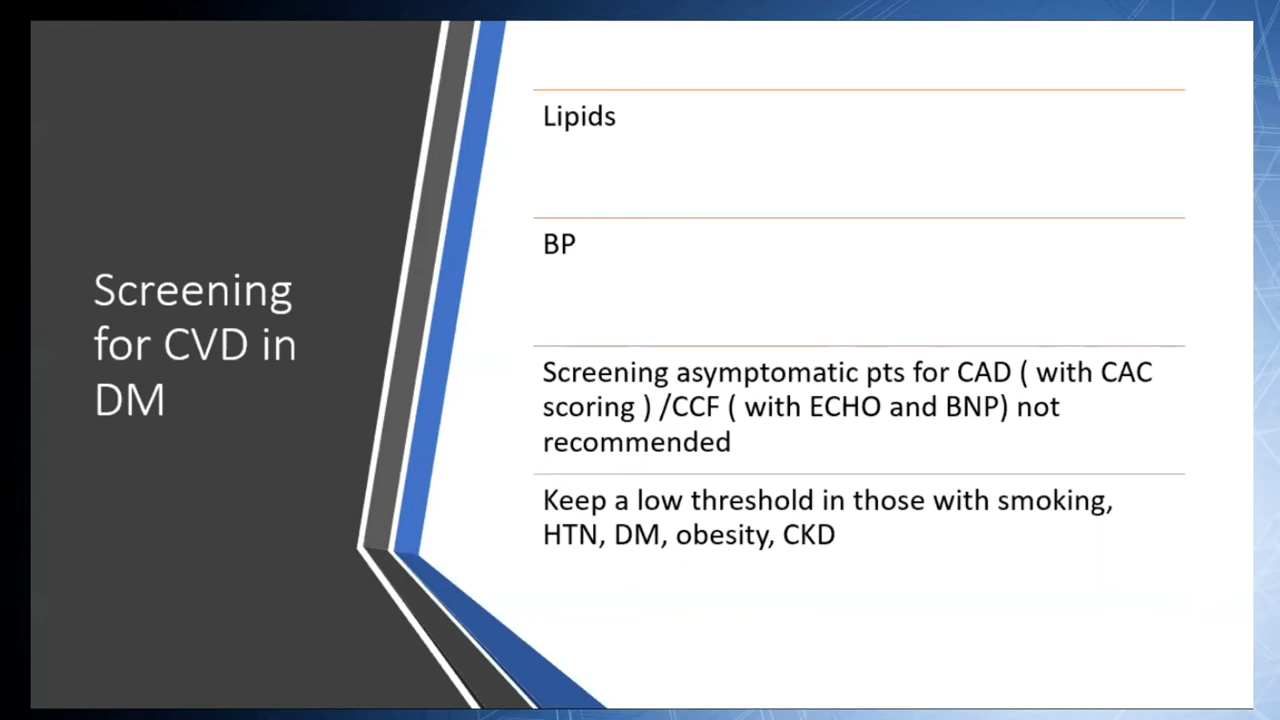 Screening
for CVD in
DM
Lipids
BP
Screening asymptomatic pts for CAD ( with CAC
scoring ) /CCF ( with ECHO and BNP) not
recommended
Keep a low threshold in those with smoking,
HTN, DM, obesity, CKD